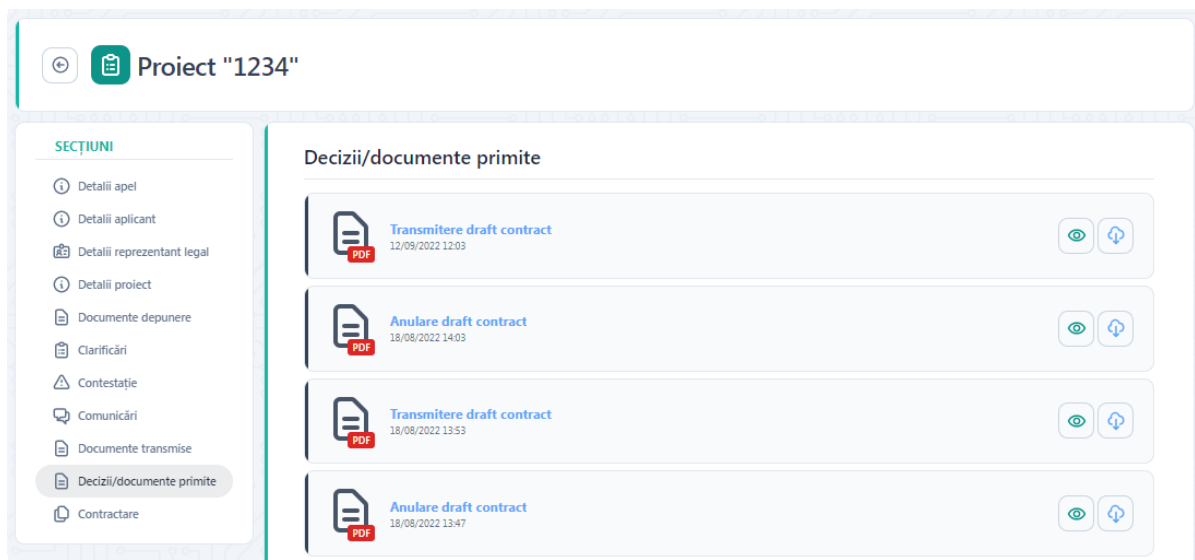 Proiect "1234"
SECȚIUNI
Detalii apel
Detalii aplicant
Detalii reprezentant legal
Detalii proiect
Documente depunere
Clarificări
Contestație
Comunicări
Documente transmise
Decizii/documente primite
Contractare
Decizii/documente primite
PDF
Transmitere draft contract
12/09/2022 12:03
PDF
Anulare draft contract
18/08/2022 14:03
PDF
Transmitere draft contract
18/08/2022 13:53
PDF
Anulare draft contract
18/08/2022 13:47